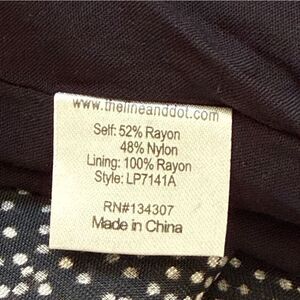 www.thelineanddot.com
Self: 52% Rayon
48% Nylon
Lining: 100% Rayon
Style: LP7141A
RN#134307
Made in China